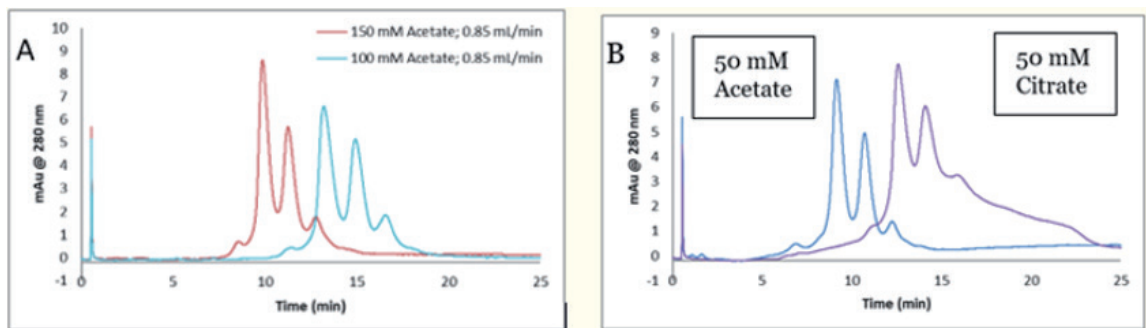 A
150 mM Acetate; 0.85 mL/min
100 mM Acetate; 0.85 mL/min
10
9
8
7
6
5
4
3
2
1
0
-1
mAu @ 280 nm
0 5 10 15 20 25
Time (min)
B
50 mM
Acetate
50 mM
Citrate
9
8
7
6
5
4
3
2
1
0
-1
mAu @ 280 nm
0 5 10 15 20 25
Time (min)